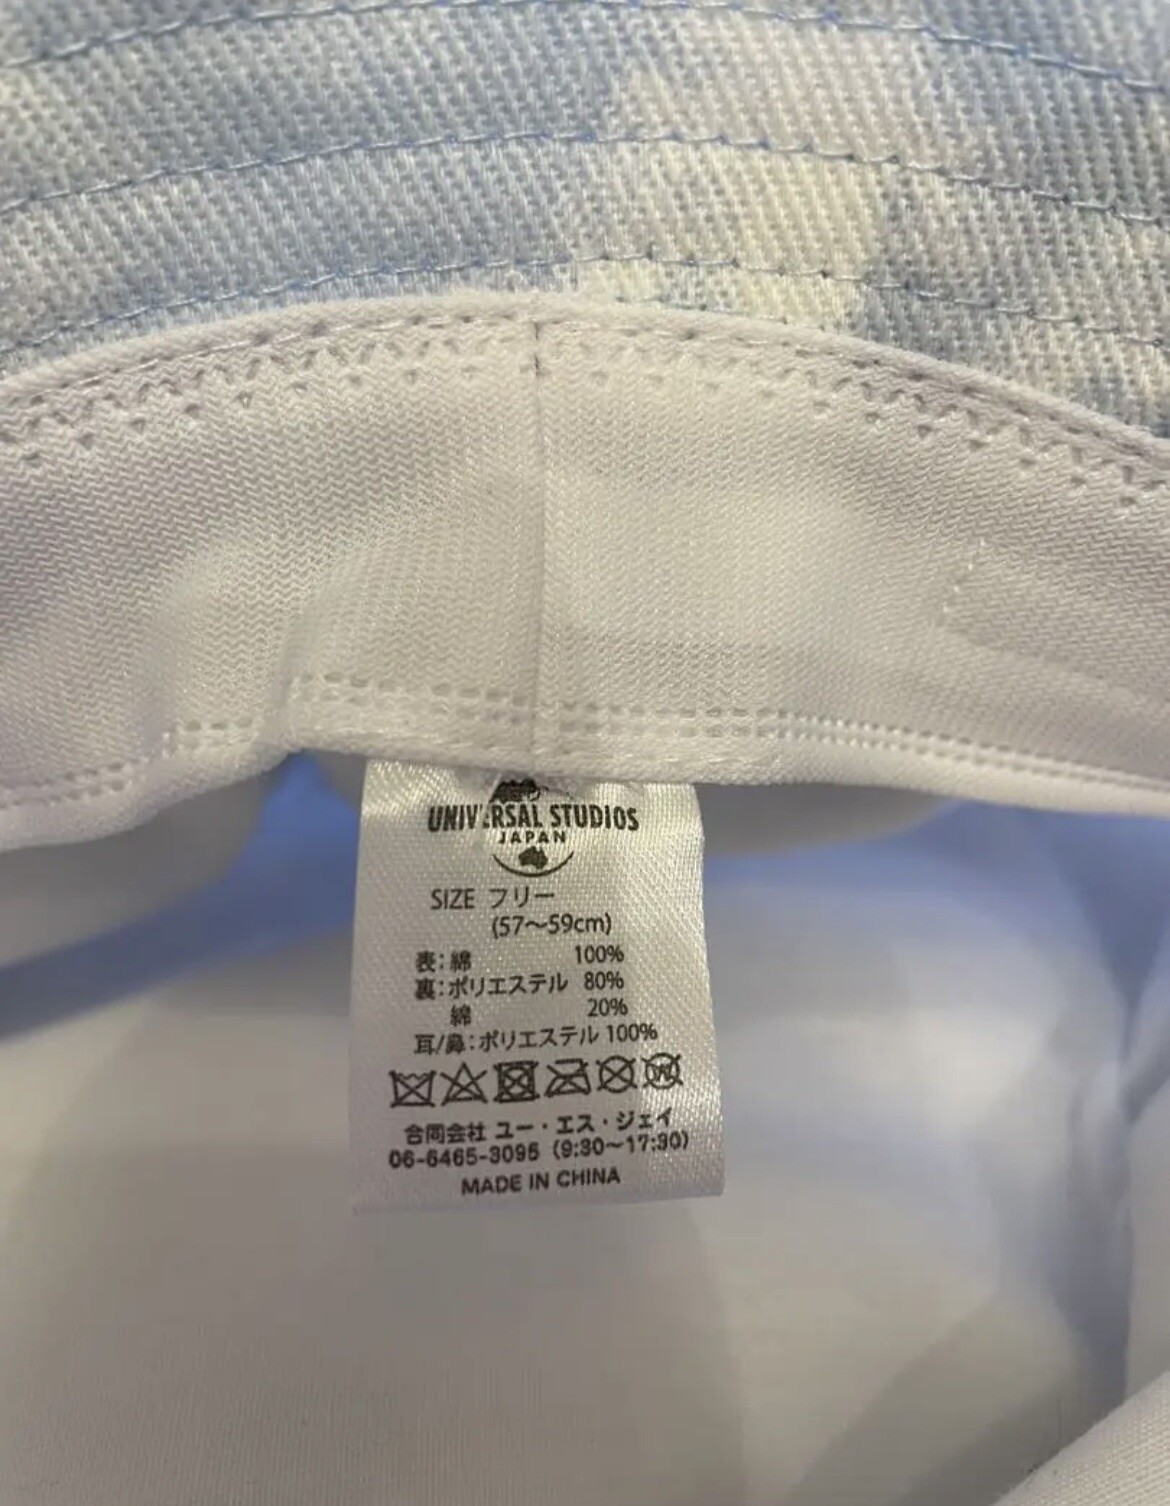 UNIVERSAL STUDIOS
JAPAN
SIZE フリー
(57～59cm)
表：綿 100%
裏：ポリエステル 80%
綿 20%
耳/鼻：ポリエステル 100%
W
合同会社 ユー・エス・ジェイ
06-6465-3095 (9:30～17:30)
MADE IN CHINA